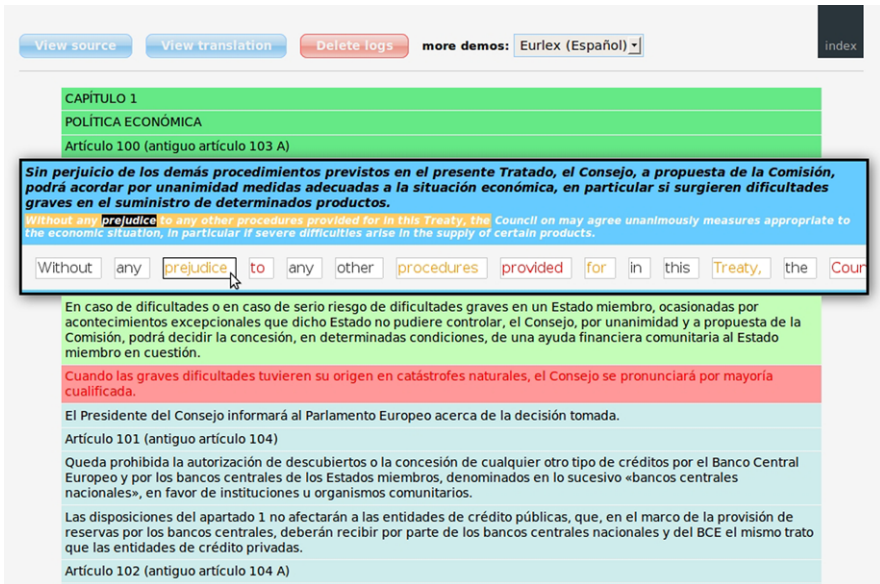 View source View translation Delete logs more demos: Eurlex (Español) index
CAPÍTULO 1
POLÍTICA ECONÓMICA
Artículo 100 (antiguo artículo 103 A)
Sin perjuicio de los demás procedimientos previstos en el presente Tratado, el Consejo, a propuesta de la Comisión,
podrá acordar por unanimidad medidas adecuadas a la situación económica, en particular si surgieren dificultades
graves en el suministro de determinados productos.
Without any prejudice to any other procedures provided for in this Treaty, the Council on may agree unanimously measures appropriate to
the economic situation, in particular if severe difficulties arise in the supply of certain products.
Without any prejudice to any other procedures provided for in this Treaty, the Coun
En caso de dificultades o en caso de serio riesgo de dificultades graves en un Estado miembro, ocasionadas por
acontecimientos excepcionales que dicho Estado no pudiere controlar, el Consejo, por unanimidad y a propuesta de la
Comisión, podrá decidir la concesión, en determinadas condiciones, de una ayuda financiera comunitaria al Estado
miembro en cuestión.
Cuando las graves dificultades tuvieren su origen en catástrofes naturales, el Consejo se pronunciará por mayoría
cualificada.
El Presidente del Consejo informará al Parlamento Europeo acerca de la decisión tomada.
Artículo 101 (antiguo artículo 104)
Queda prohibida la autorización de descubiertos o la concesión de cualquier otro tipo de créditos por el Banco Central
Europeo y por los bancos centrales de los Estados miembros, denominados en lo sucesivo «bancos centrales
nacionales», en favor de instituciones u organismos comunitarios.
Las disposiciones del apartado 1 no afectarán a las entidades de crédito públicas, que, en el marco de la provisión de
reservas por los bancos centrales, deberán recibir por parte de los bancos centrales nacionales y del BCE el mismo trato
que las entidades de crédito privadas.
Artículo 102 (antiguo artículo 104 A)